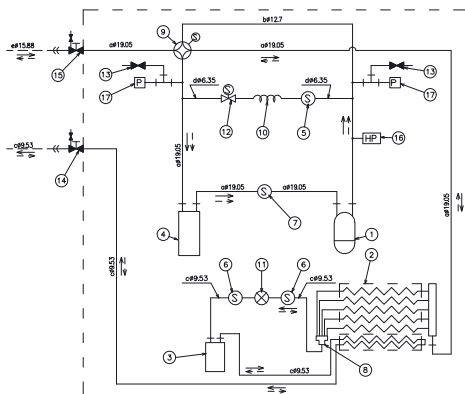 b#12.7
9
S
e#15.88
a#19.05
a#19.05
15
13
13
17
P
P
17
d#6.35
d#6.35
S
S
12
10
5
HP
16
a#19.05
a#19.05
c#9.53
14
a#19.05
a#19.05
S
7
4
1
2
6
11
6
c#9.53
S
S
c#9.53
c#9.53
3
8
c#9.53